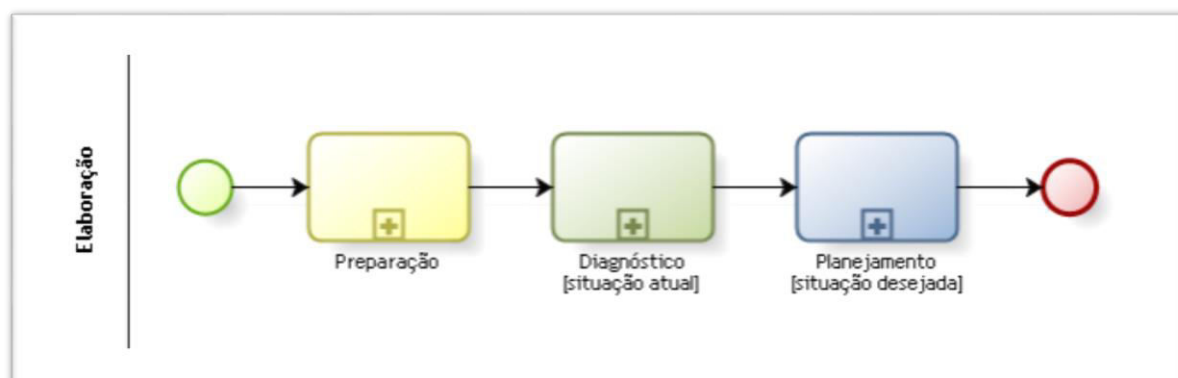 Elaboração
Preparação
Diagnóstico
[situação atual]
Planejamento
[situação desejada]